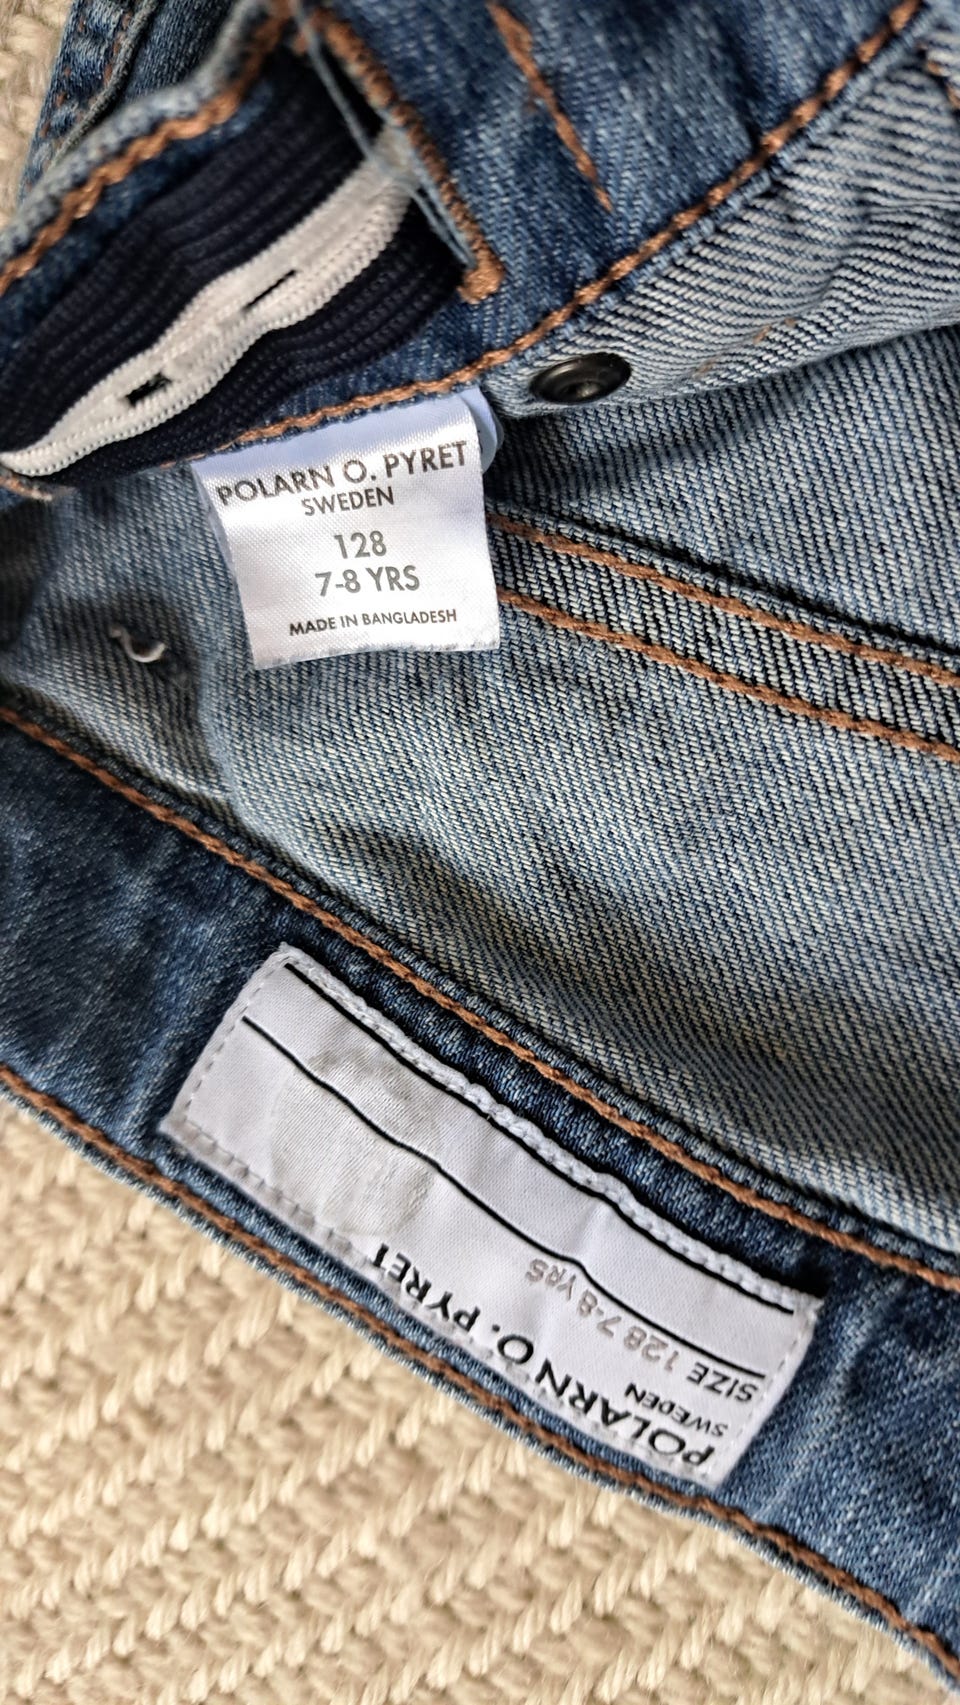 POLARN O. PYRET
SWEDEN
128
7-8 YRS
MADE IN BANGLADESH
POLARN O. PYRET
SWEDEN
SIZE 128 7-8 YRS